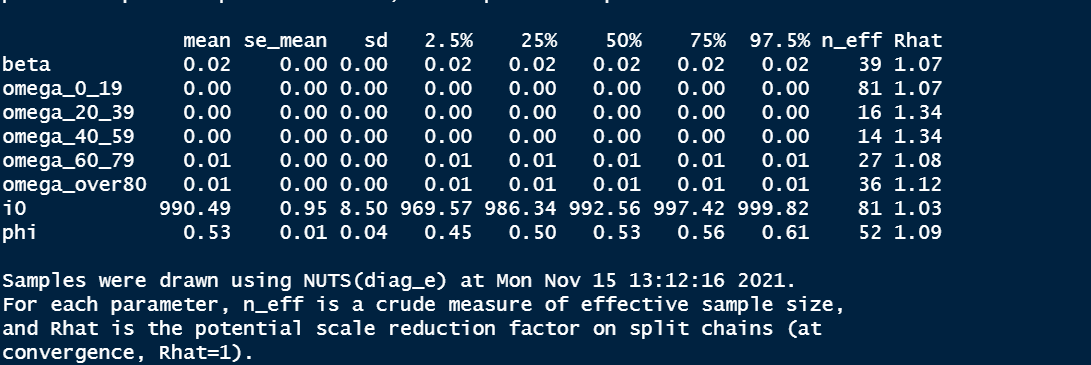 mean se_mean sd 2.5% 25% 50% 75% 97.5% n_eff Rhat
beta 0.02 0.00 0.00 0.02 0.02 0.02 0.02 0.02 39 1.07
omega_0_19 0.00 0.00 0.00 0.00 0.00 0.00 0.00 0.00 81 1.07
omega_20_39 0.00 0.00 0.00 0.00 0.00 0.00 0.00 0.00 16 1.34
omega_40_59 0.00 0.00 0.00 0.00 0.00 0.00 0.00 0.00 14 1.34
omega_60_79 0.01 0.00 0.00 0.01 0.01 0.01 0.01 0.01 27 1.08
omega_over80 0.01 0.00 0.00 0.01 0.01 0.01 0.01 0.01 36 1.12
i0 990.49 0.95 8.50 969.57 986.34 992.56 997.42 999.82 81 1.03
phi 0.53 0.01 0.04 0.45 0.50 0.53 0.56 0.61 52 1.09
Samples were drawn using NUTS(diag_e) at Mon Nov 15 13:12:16 2021.
For each parameter, n_eff is a crude measure of effective sample size,
and Rhat is the potential scale reduction factor on split chains (at
convergence, Rhat=1).